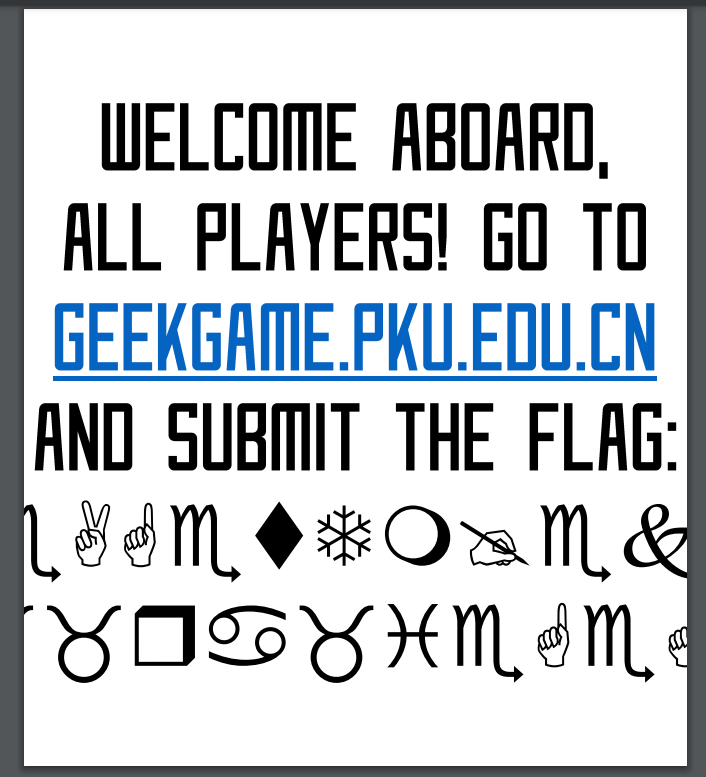 WELCOME ABOARD,
ALL PLAYERS! GO TO
GEEKGAME.PKU.EDU.CN
AND SUBMIT THE FLAG:
♏✌☝♏♦❄❍✍♏&
♉❒♋♉♓♏☝♏☝